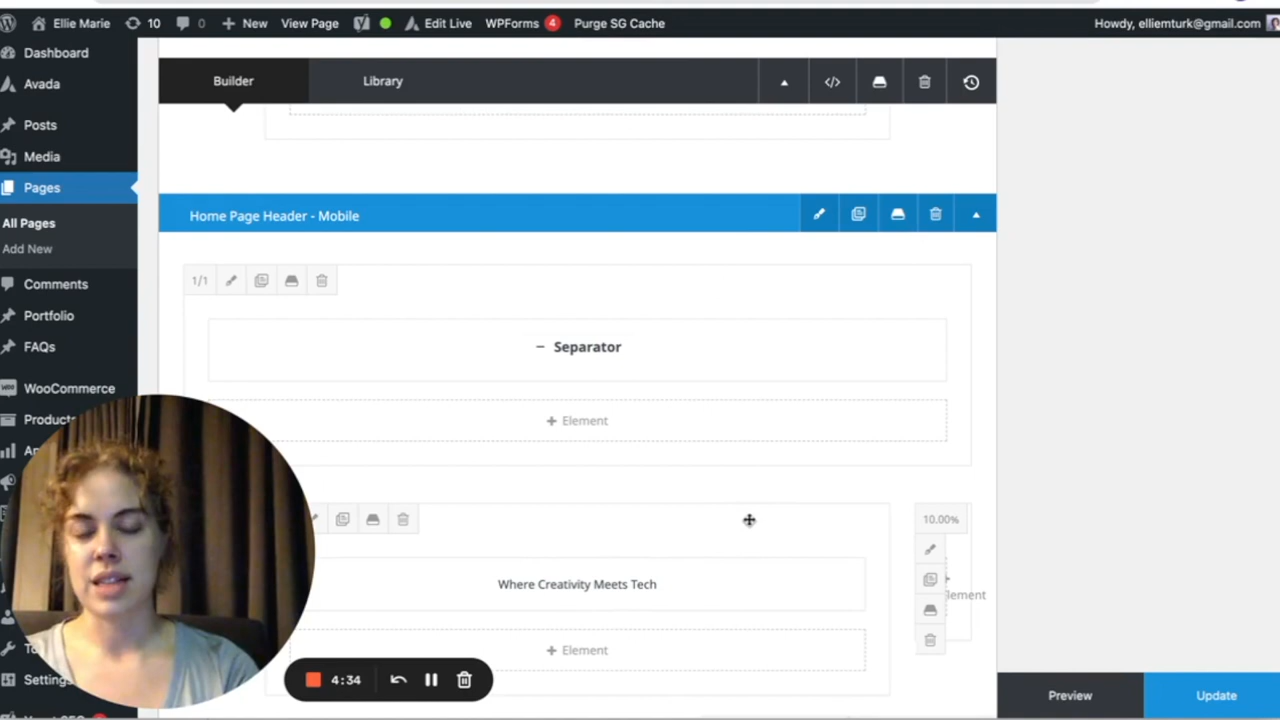 Ellie Marie 10 0 New View Page Edit Live WPForms 4 Purge SG Cache Howdy, elliemturk@gmail.com
Dashboard
Avada
Posts
Media
Pages
All Pages
Add New
Comments
Portfolio
FAQs
WooCommerce
Products
Settings
Builder Library
Home Page Header - Mobile
1/1
Separator
+ Element
10.00%
Where Creativity Meets Tech
lement
+ Element
4:34
Preview Update